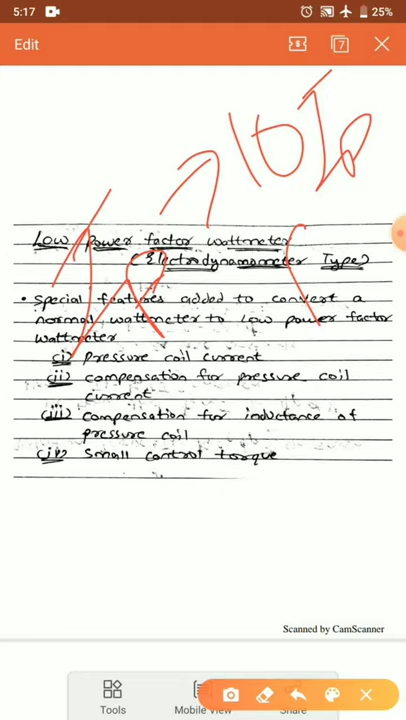 5:17
25%
Edit
7
Low Power factor wattmeter
(Electrodynamometer Type)
• Special features added to convert a
normal wattmeter to low power factor
wattmeter
(i) Pressure coil current
(ii) compensation for pressure coil
current
(iii) compensation for inductance of
pressure coil
(iv) Small control torque
Scanned by CamScanner
Tools
Mobile View
Share